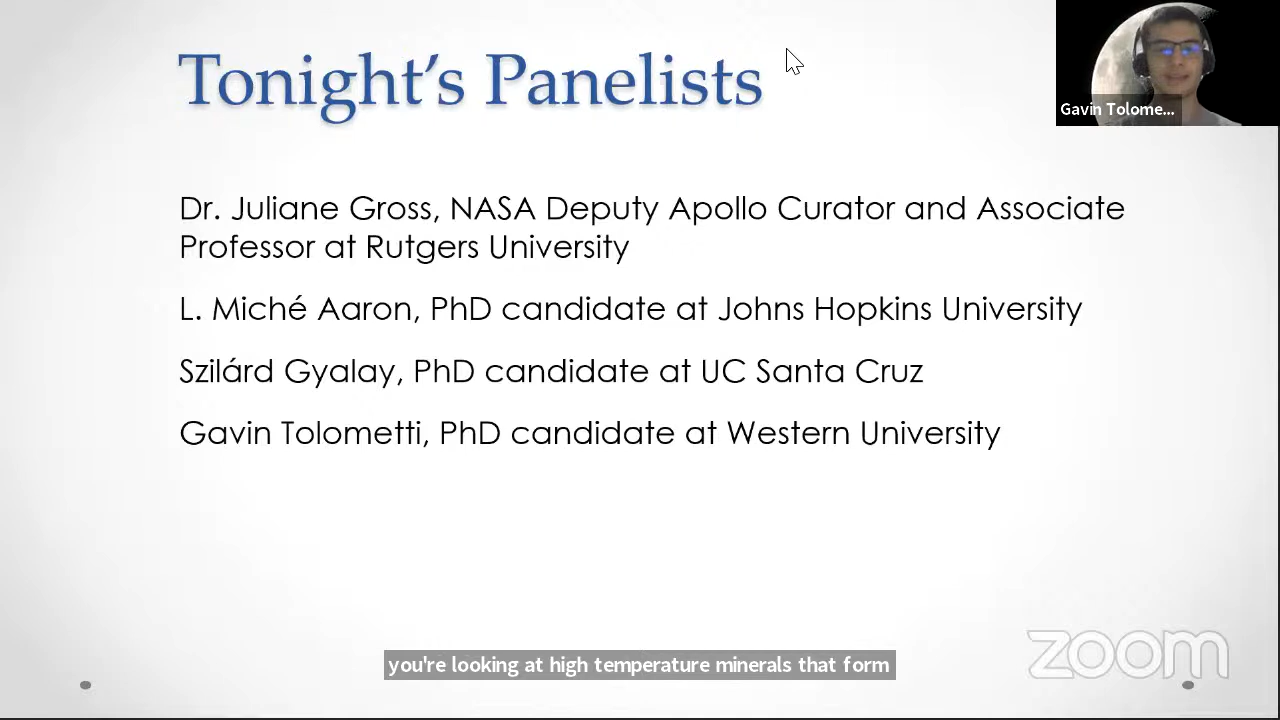 Tonight's Panelists
Gavin Tolome...
Dr. Juliane Gross, NASA Deputy Apollo Curator and Associate
Professor at Rutgers University
L. Miché Aaron, PhD candidate at Johns Hopkins University
Szilárd Gyalay, PhD candidate at UC Santa Cruz
Gavin Tolometti, PhD candidate at Western University
zoom
you're looking at high temperature minerals that form